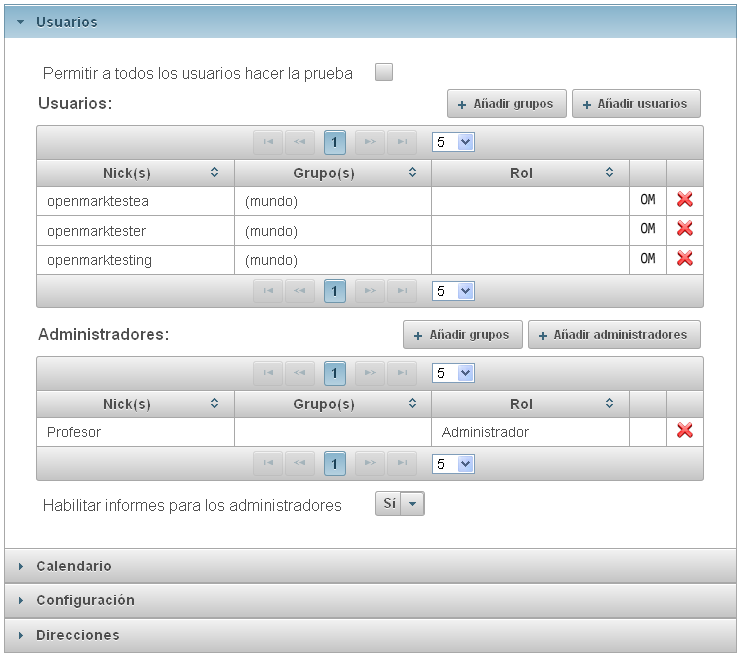 Usuarios
Permitir a todos los usuarios hacer la prueba
Usuarios: + Añadir grupos + Añadir usuarios
1 5
Nick(s) Grupo(s) Rol
openmarktestea (mundo) OM
openmarktester (mundo) OM
openmarktesting (mundo) OM
1 5
Administradores: + Añadir grupos + Añadir administradores
1 5
Nick(s) Grupo(s) Rol
Profesor Administrador
1 5
Habilitar informes para los administradores Sí
Calendario
Configuración
Direcciones